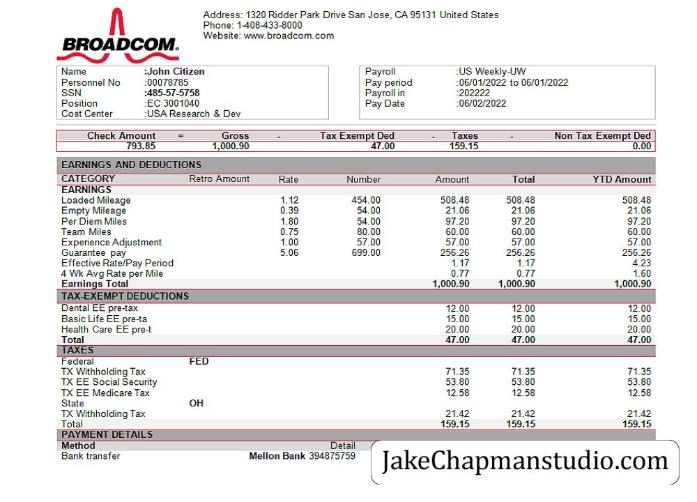 BROADCOM.
Address: 1320 Ridder Park Drive San Jose, CA 95131 United States
Phone: 1-408-433-8000
Website: www.broadcom.com
Name :John Citizen
Personnel No :00078785
SSN :485-57-5758
Position :EC 3001040
Cost Center :USA Research & Dev
Payroll :US Weekly-UW
Pay period :06/01/2022 to 06/01/2022
Payroll in :202222
Pay Date :06/02/2022
Check Amount = Gross - Tax Exempt Ded - Taxes - Non Tax Exempt Ded
793.85 1,000.90 47.00 159.15 0.00
EARNINGS AND DEDUCTIONS
CATEGORY Retro Amount Rate Number Amount Total YTD Amount
EARNINGS
Loaded Mileage 1.12 454.00 508.48 508.48 508.48
Empty Mileage 0.39 54.00 21.06 21.06 21.06
Per Diem Miles 1.80 54.00 97.20 97.20 97.20
Team Miles 0.75 80.00 60.00 60.00 60.00
Experience Adjustment 1.00 57.00 57.00 57.00 57.00
Guarantee pay 5.06 699.00 256.26 256.26 256.26
Effective Rate/Pay Period 1.17 1.17 4.23
4 Wk Avg Rate per Mile 0.77 0.77 1.60
Earnings Total 1,000.90 1,000.90 1,000.90
TAX-EXEMPT DEDUCTIONS
Dental EE pre-tax 12.00 12.00 12.00
Basic Life EE pre-ta 15.00 15.00 15.00
Health Care EE pre-t 20.00 20.00 20.00
Total 47.00 47.00 47.00
TAXES
Federal FED
TX Withholding Tax 71.35 71.35 71.35
TX EE Social Security 53.80 53.80 53.80
TX EE Medicare Tax 12.58 12.58 12.58
State OH
TX Withholding Tax 21.42 21.42 21.42
Total 159.15 159.15 159.15
PAYMENT DETAILS
Method Detail
Bank transfer Mellon Bank 394875759
JakeChapmanstudio.com